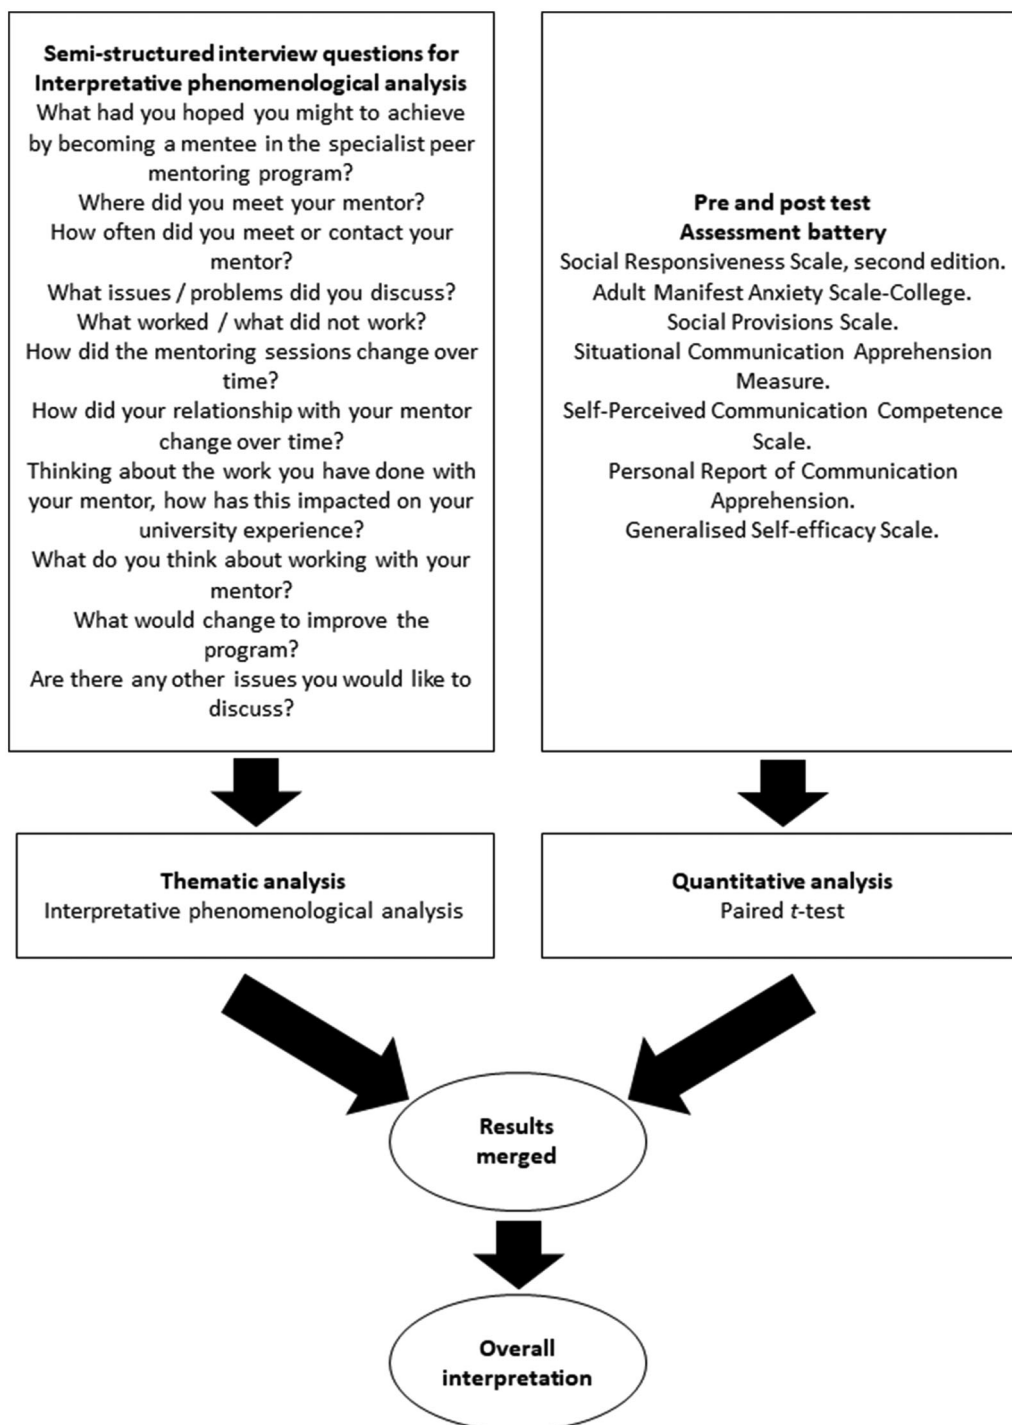 Semi-structured interview questions for
Interpretative phenomenological analysis
What had you hoped you might to achieve
by becoming a mentee in the specialist peer
mentoring program?
Where did you meet your mentor?
How often did you meet or contact your
mentor?
What issues / problems did you discuss?
What worked / what did not work?
How did the mentoring sessions change over
time?
How did your relationship with your mentor
change over time?
Thinking about the work you have done with
your mentor, how has this impacted on your
university experience?
What do you think about working with your
mentor?
What would change to improve the
program?
Are there any other issues you would like to
discuss?
Pre and post test
Assessment battery
Social Responsiveness Scale, second edition.
Adult Manifest Anxiety Scale-College.
Social Provisions Scale.
Situational Communication Apprehension
Measure.
Self-Perceived Communication Competence
Scale.
Personal Report of Communication
Apprehension.
Generalised Self-efficacy Scale.
Thematic analysis
Interpretative phenomenological analysis
Quantitative analysis
Paired t-test
Results
merged
Overall
interpretation